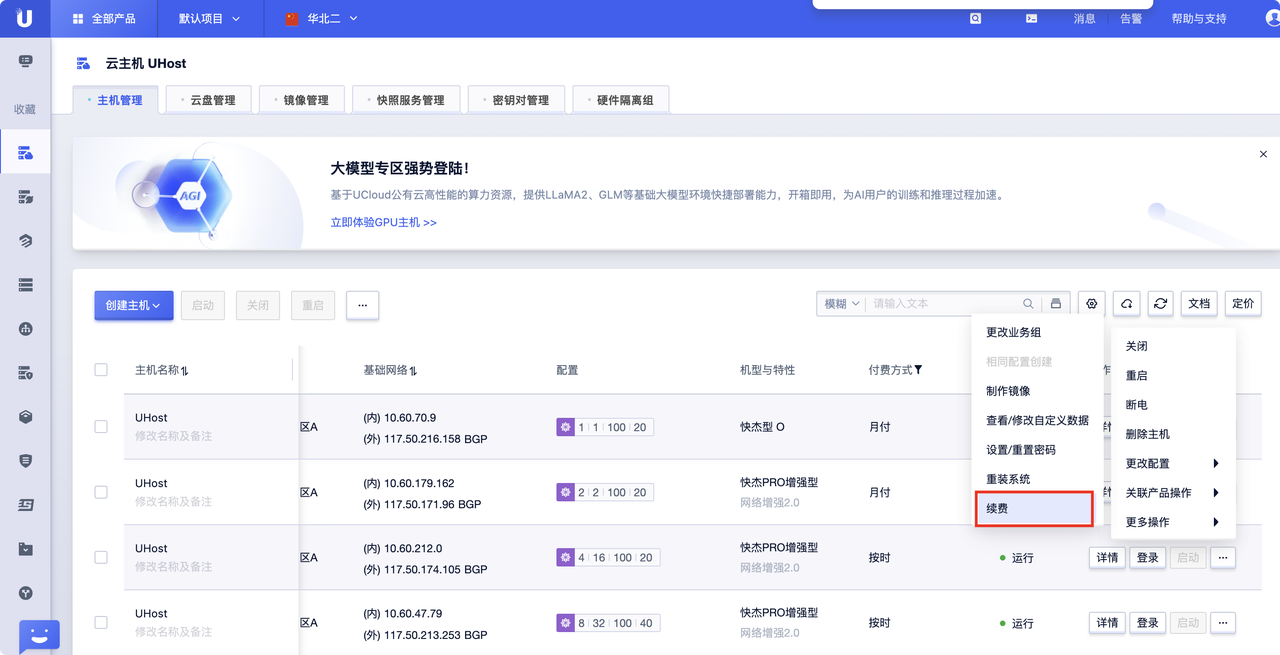 全部产品
默认项目
华北二
消息
告警
帮助与支持
收藏
云主机 UHost
主机管理
云盘管理
镜像管理
快照服务管理
密钥对管理
硬件隔离组
AGI
大模型专区强势登陆！
基于UCloud公有云高性能的算力资源，提供LLaMA2、GLM等基础大模型环境快捷部署能力，开箱即用，为AI用户的训练和推理过程加速。
立即体验GPU主机 >>
创建主机
启动
关闭
重启
...
模糊
请输入文本
文档
定价
主机名称
基础网络
配置
机型与特性
付费方式
UHost
修改名称及备注
区A
(内) 10.60.70.9
(外) 117.50.216.158 BGP
1 1 100 20
快杰型 O
月付
UHost
修改名称及备注
区A
(内) 10.60.179.162
(外) 117.50.171.96 BGP
2 2 100 20
快杰PRO增强型
网络增强2.0
月付
UHost
修改名称及备注
区A
(内) 10.60.212.0
(外) 117.50.174.105 BGP
4 16 100 20
快杰PRO增强型
网络增强2.0
按时
运行
详情
登录
启动
...
UHost
修改名称及备注
区A
(内) 10.60.47.79
(外) 117.50.213.253 BGP
8 32 100 40
快杰PRO增强型
网络增强2.0
按时
运行
详情
登录
启动
...
更改业务组
相同配置创建
制作镜像
查看/修改自定义数据
设置/重置密码
重装系统
续费
关闭
重启
断电
删除主机
更改配置
关联产品操作
更多操作